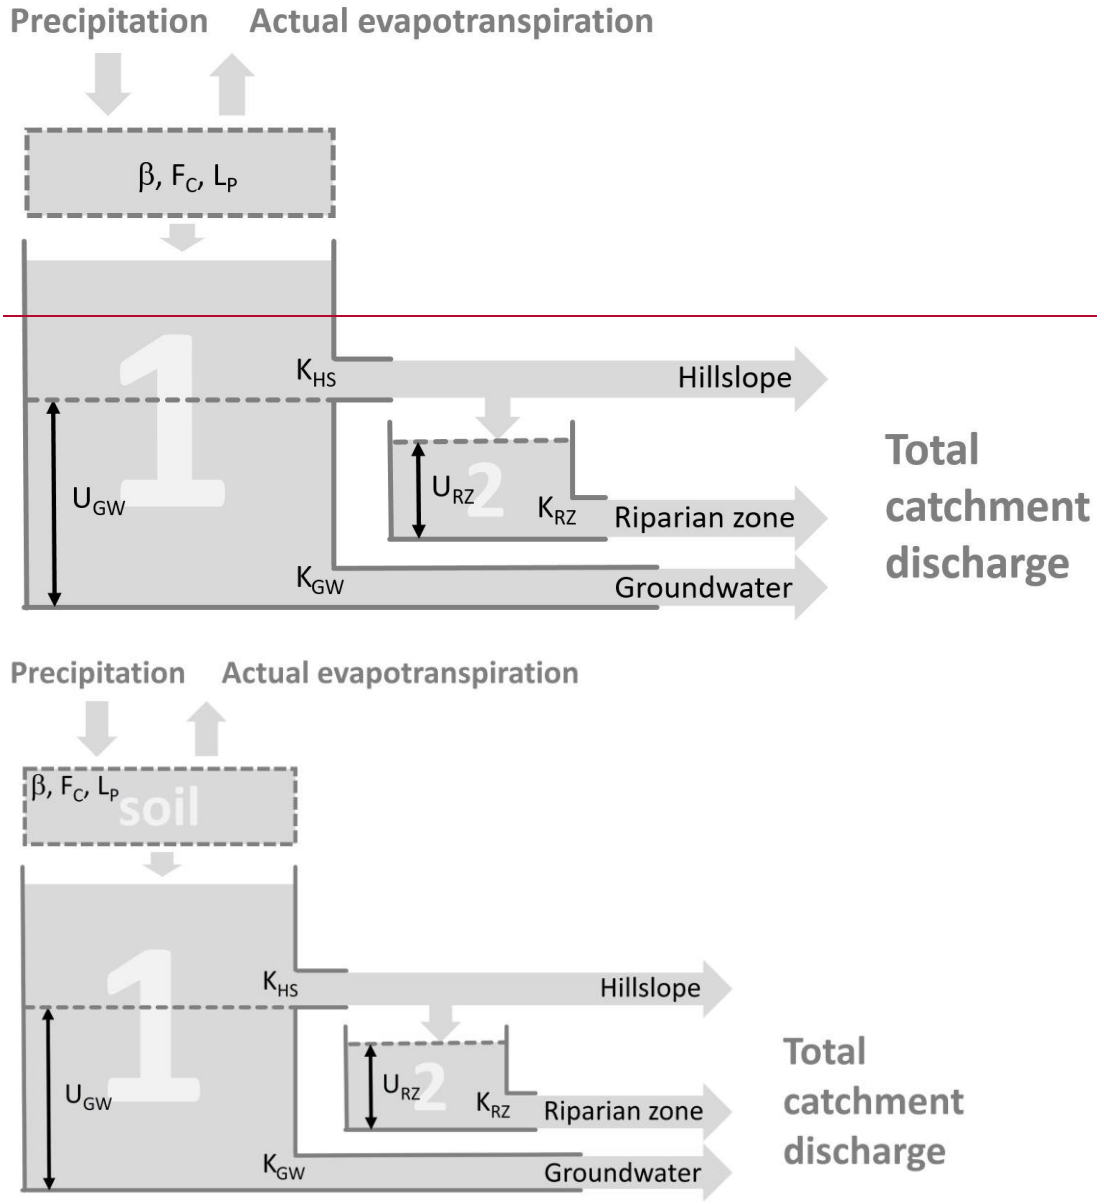 Precipitation Actual evapotranspiration
β, F_C, L_P
1
K_HS Hillslope
U_GW
U_RZ 2
K_RZ Riparian zone
K_GW Groundwater
Total
catchment
discharge
Precipitation Actual evapotranspiration
β, F_C, L_P
soil
1
K_HS Hillslope
U_GW
U_RZ 2
K_RZ Riparian zone
K_GW Groundwater
Total
catchment
discharge